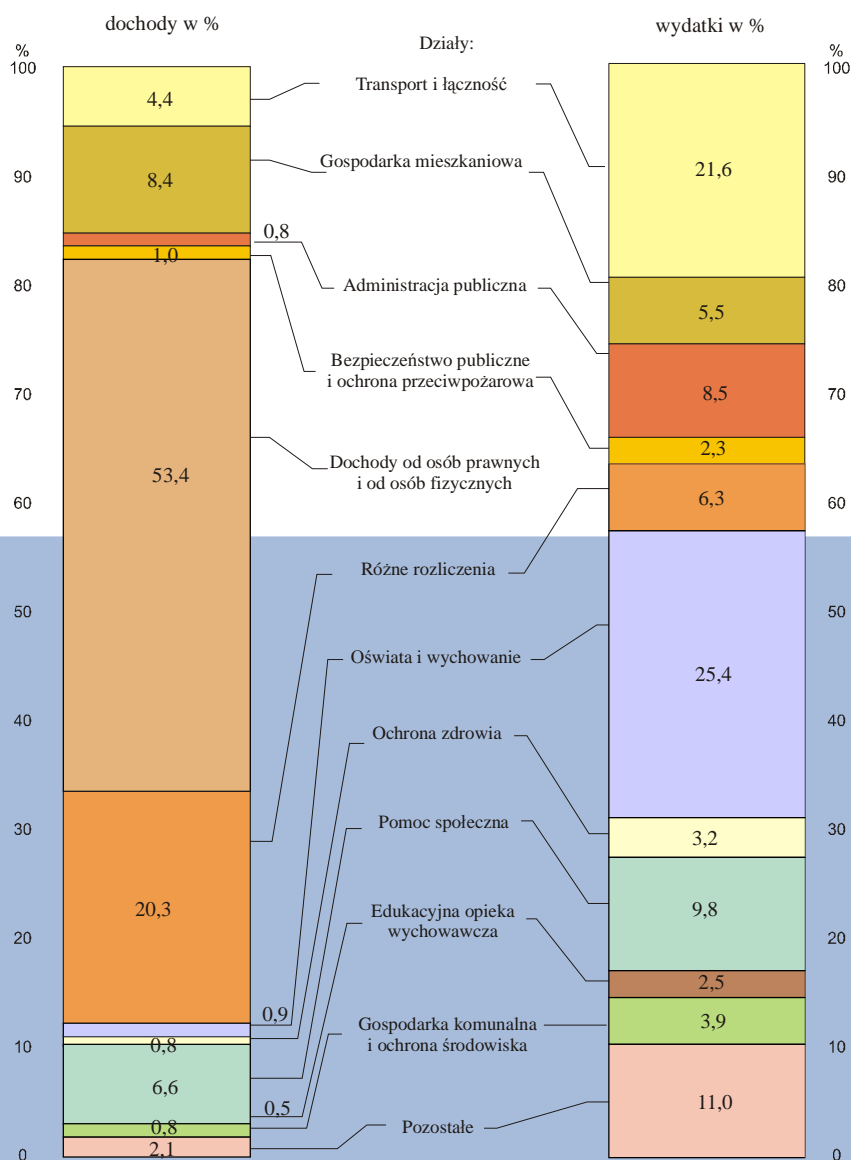 dochody w %
wydatki w %
Działy:
%
%
100
100
Transport i łączność
4,4
Gospodarka mieszkaniowa
21,6
90
90
8,4
0,8
1,0
Administracja publiczna
80
80
5,5
Bezpieczeństwo publiczne
i ochrona przeciwpożarowa
70
70
8,5
2,3
Dochody od osób prawnych
i od osób fizycznych
53,4
6,3
60
60
Różne rozliczenia
50
50
Oświata i wychowanie
25,4
40
40
Ochrona zdrowia
30
30
Pomoc społeczna
3,2
20,3
Edukacyjna opieka
wychowawcza
9,8
20
20
2,5
0,9
Gospodarka komunalna
i ochrona środowiska
3,9
10
10
0,8
6,6
0,5
11,0
0,8
Pozostałe
2,1
0
0